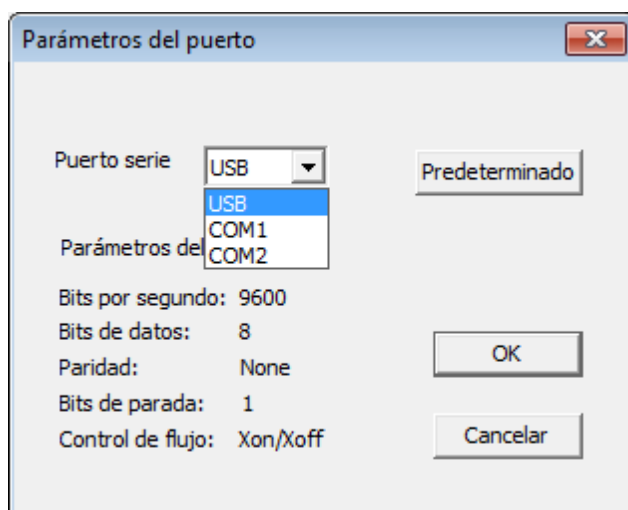 Parámetros del puerto
Puerto serie
USB
Predeterminado
USB
COM1
COM2
Parámetros del
Bits por segundo: 9600
Bits de datos: 8
Paridad: None
Bits de parada: 1
Control de flujo: Xon/Xoff
OK
Cancelar